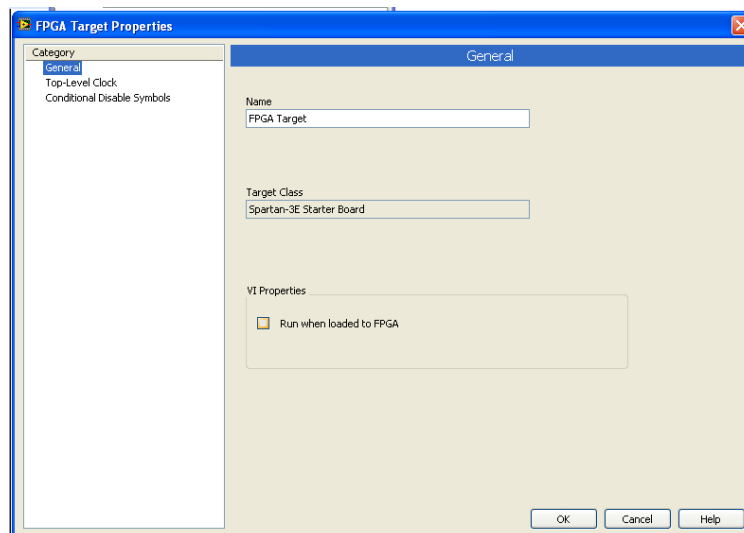 FPGA Target Properties
Category
General
Top-Level Clock
Conditional Disable Symbols
General
Name
FPGA Target
Target Class
Spartan-3E Starter Board
VI Properties
Run when loaded to FPGA
OK
Cancel
Help